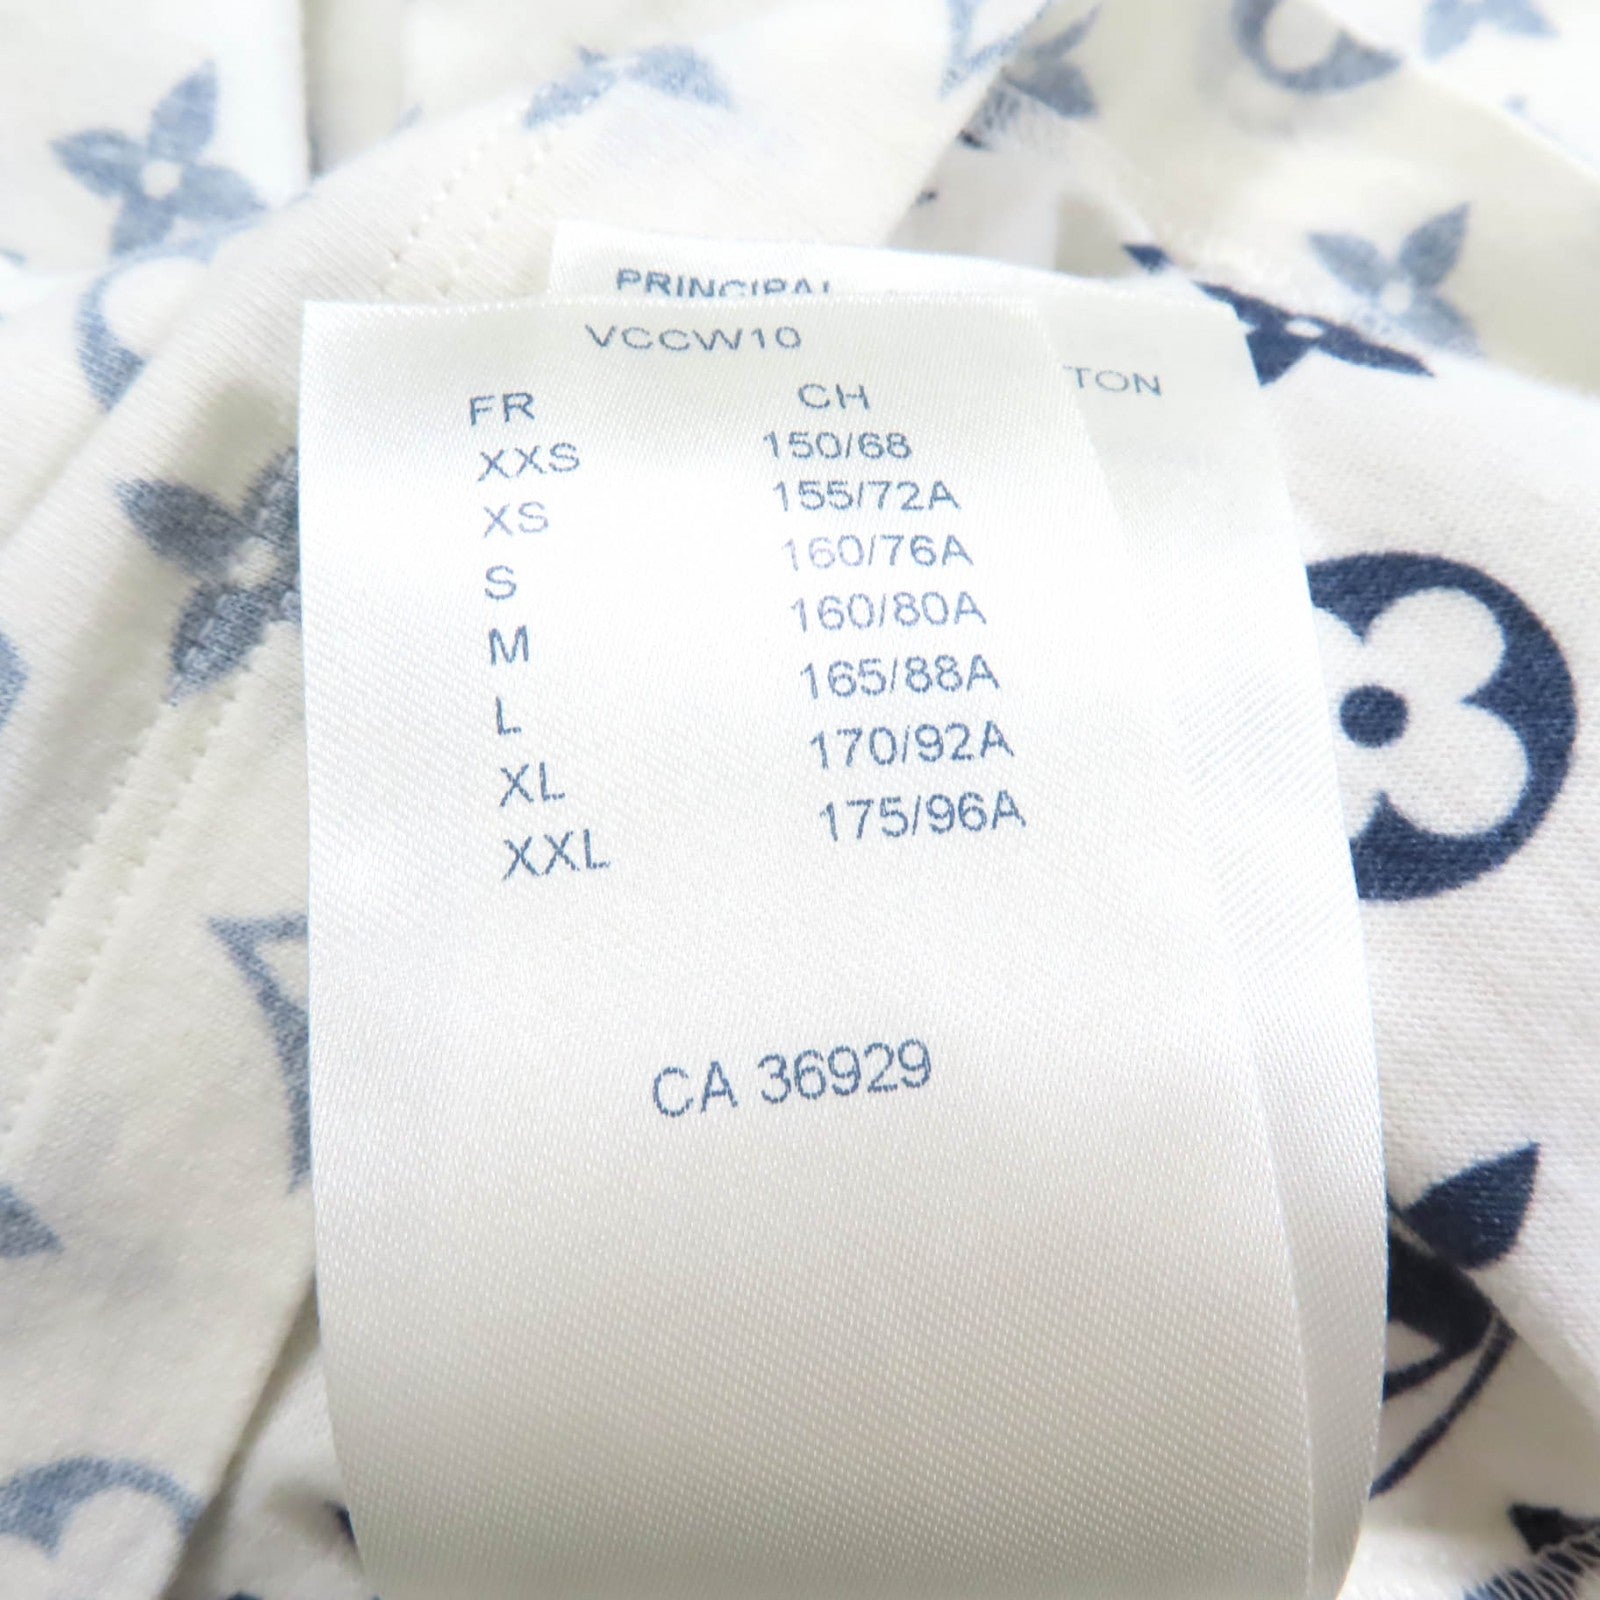 PRINCIPAL
VCCW10
TON
FR CH
XXS 150/68
XS 155/72A
S 160/76A
M 160/80A
L 165/88A
XL 170/92A
XXL 175/96A
CA 36929